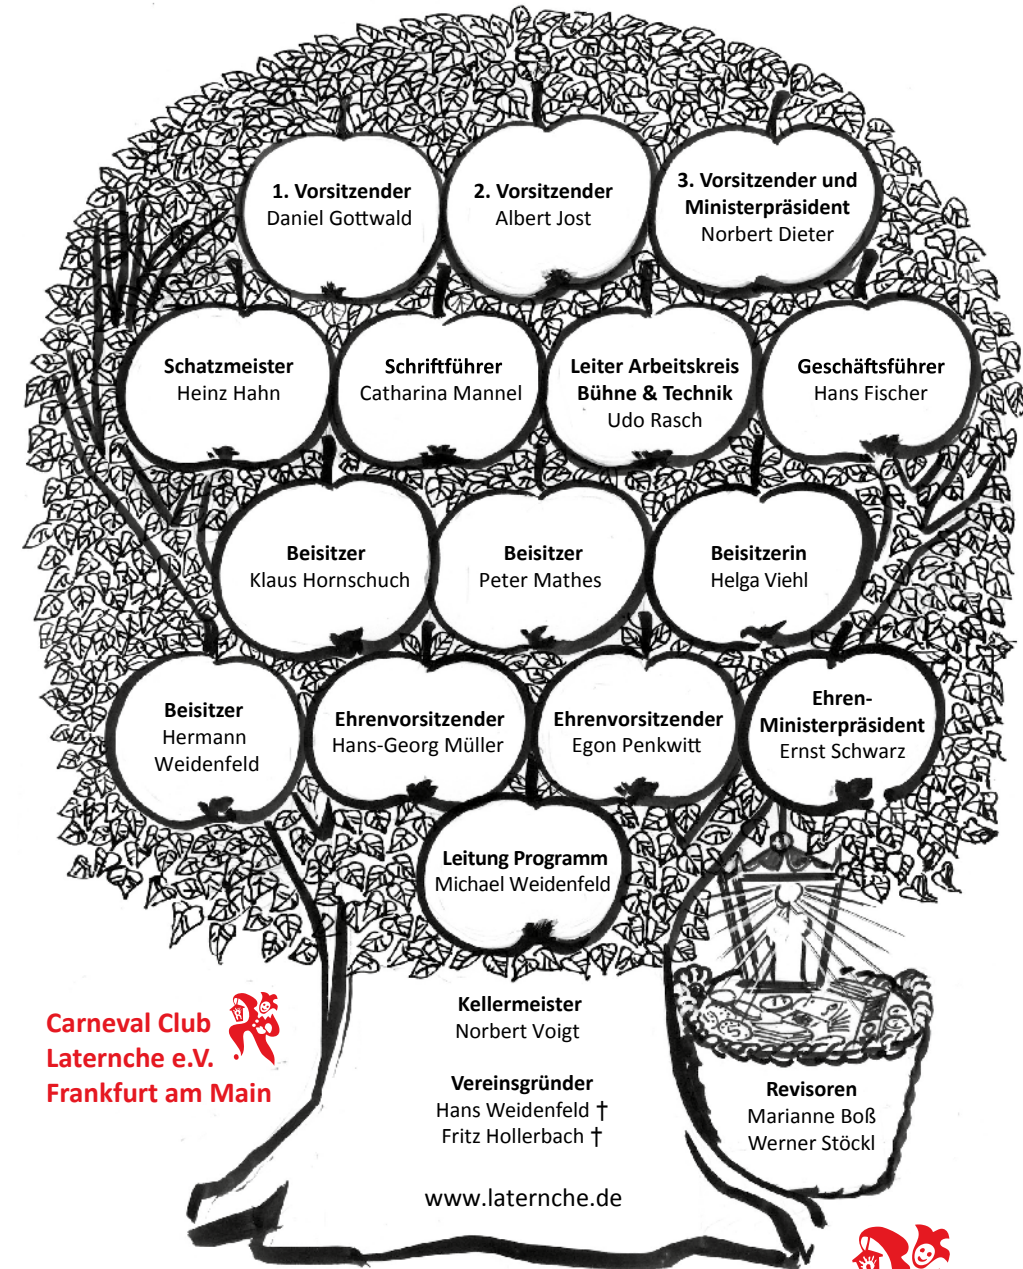 1. Vorsitzender
Daniel Gottwald
2. Vorsitzender
Albert Jost
3. Vorsitzender und
Ministerpräsident
Norbert Dieter
Schatzmeister
Heinz Hahn
Schriftführer
Catharina Mannel
Leiter Arbeitskreis
Bühne & Technik
Udo Rasch
Geschäftsführer
Hans Fischer
Beisitzer
Klaus Hornschuch
Beisitzer
Peter Mathes
Beisitzerin
Helga Viehl
Beisitzer
Hermann
Weidenfeld
Ehrenvorsitzender
Hans-Georg Müller
Ehrenvorsitzender
Egon Penkwitt
Ehren-
Ministerpräsident
Ernst Schwarz
Leitung Programm
Michael Weidenfeld
Carneval Club
Laternche e.V.
Frankfurt am Main
Kellermeister
Norbert Voigt
Vereinsgründer
Hans Weidenfeld †
Fritz Hollerbach †
www.laternche.de
Revisoren
Marianne Boß
Werner Stöckl